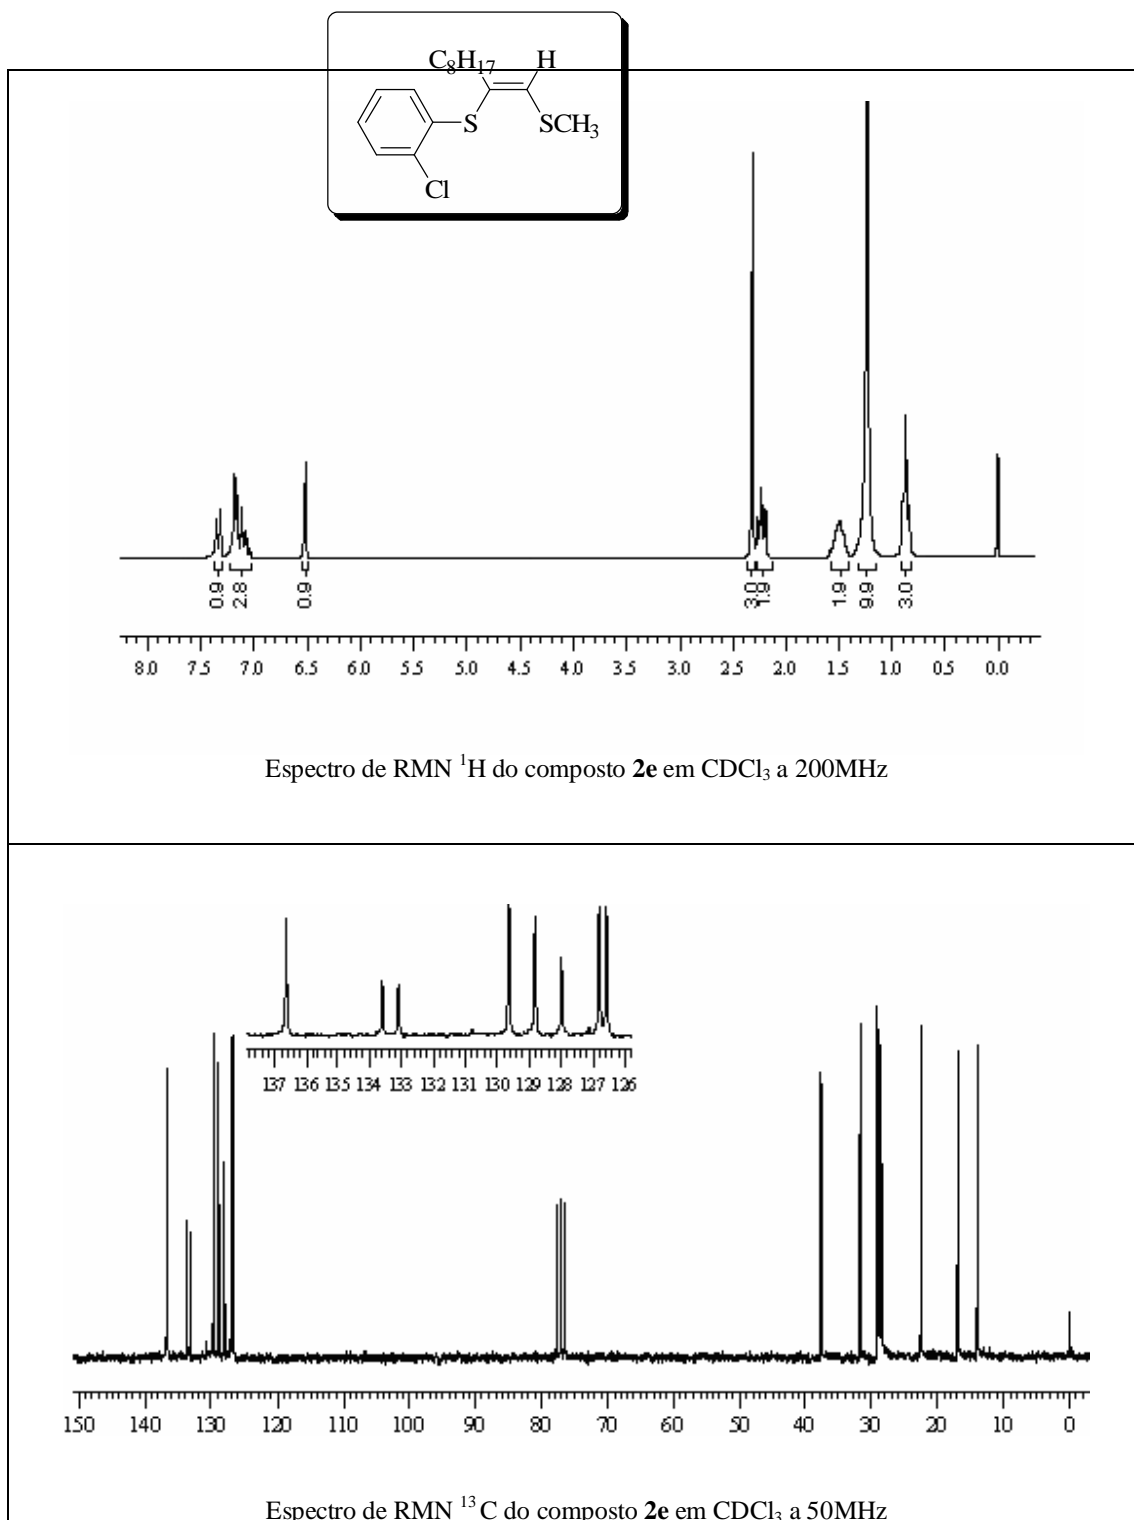 C₈H₁₇ H
S SCH₃
Cl
0.9 2.8 0.9 3.0 1.9 1.9 9.9 3.0
8.0 7.5 7.0 6.5 6.0 5.5 5.0 4.5 4.0 3.5 3.0 2.5 2.0 1.5 1.0 0.5 0.0
Espectro de RMN ¹H do composto 2e em CDCl₃ a 200MHz
137 136 135 134 133 132 131 130 129 128 127 126
150 140 130 120 110 100 90 80 70 60 50 40 30 20 10 0
Espectro de RMN ¹³C do composto 2e em CDCl₃ a 50MHz